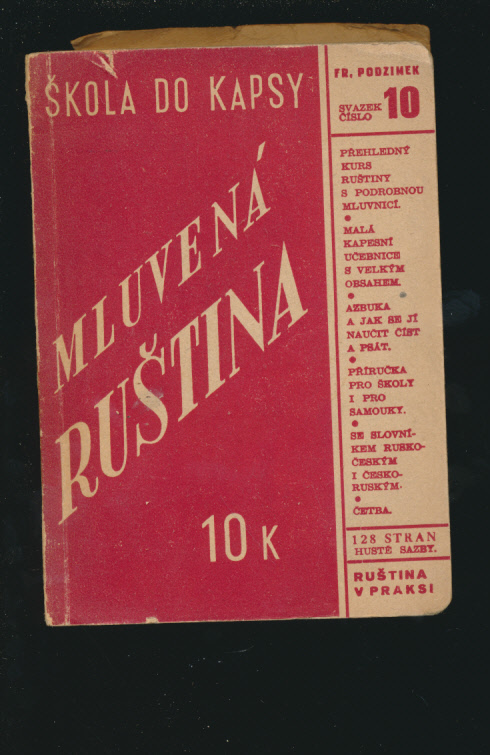 ŠKOLA DO KAPSY
MLUVENÁ
RUŠTINA
10 K
FR. PODZIMEK
SVAZEK
ČÍSLO 10
PŘEHLEDNÝ
KURS
RUŠTINY
S PODROBNOU
MLUVNICÍ.
•
MALÁ
KAPESNÍ
UČEBNICE
S VELKÝM
OBSAHEM.
•
AZBUKA
A JAK SE JÍ
NAUČIT ČÍST
A PSÁT.
•
PŘÍRUČKA
PRO ŠKOLY
I PRO
SAMOUKY.
•
SE SLOVNÍ-
KEM RUSKO-
ČESKÝM
I ČESKO-
RUSKÝM.
•
ČETBA.
128 STRAN
HUSTÉ SAZBY.
RUŠTINA
V PRAKSI